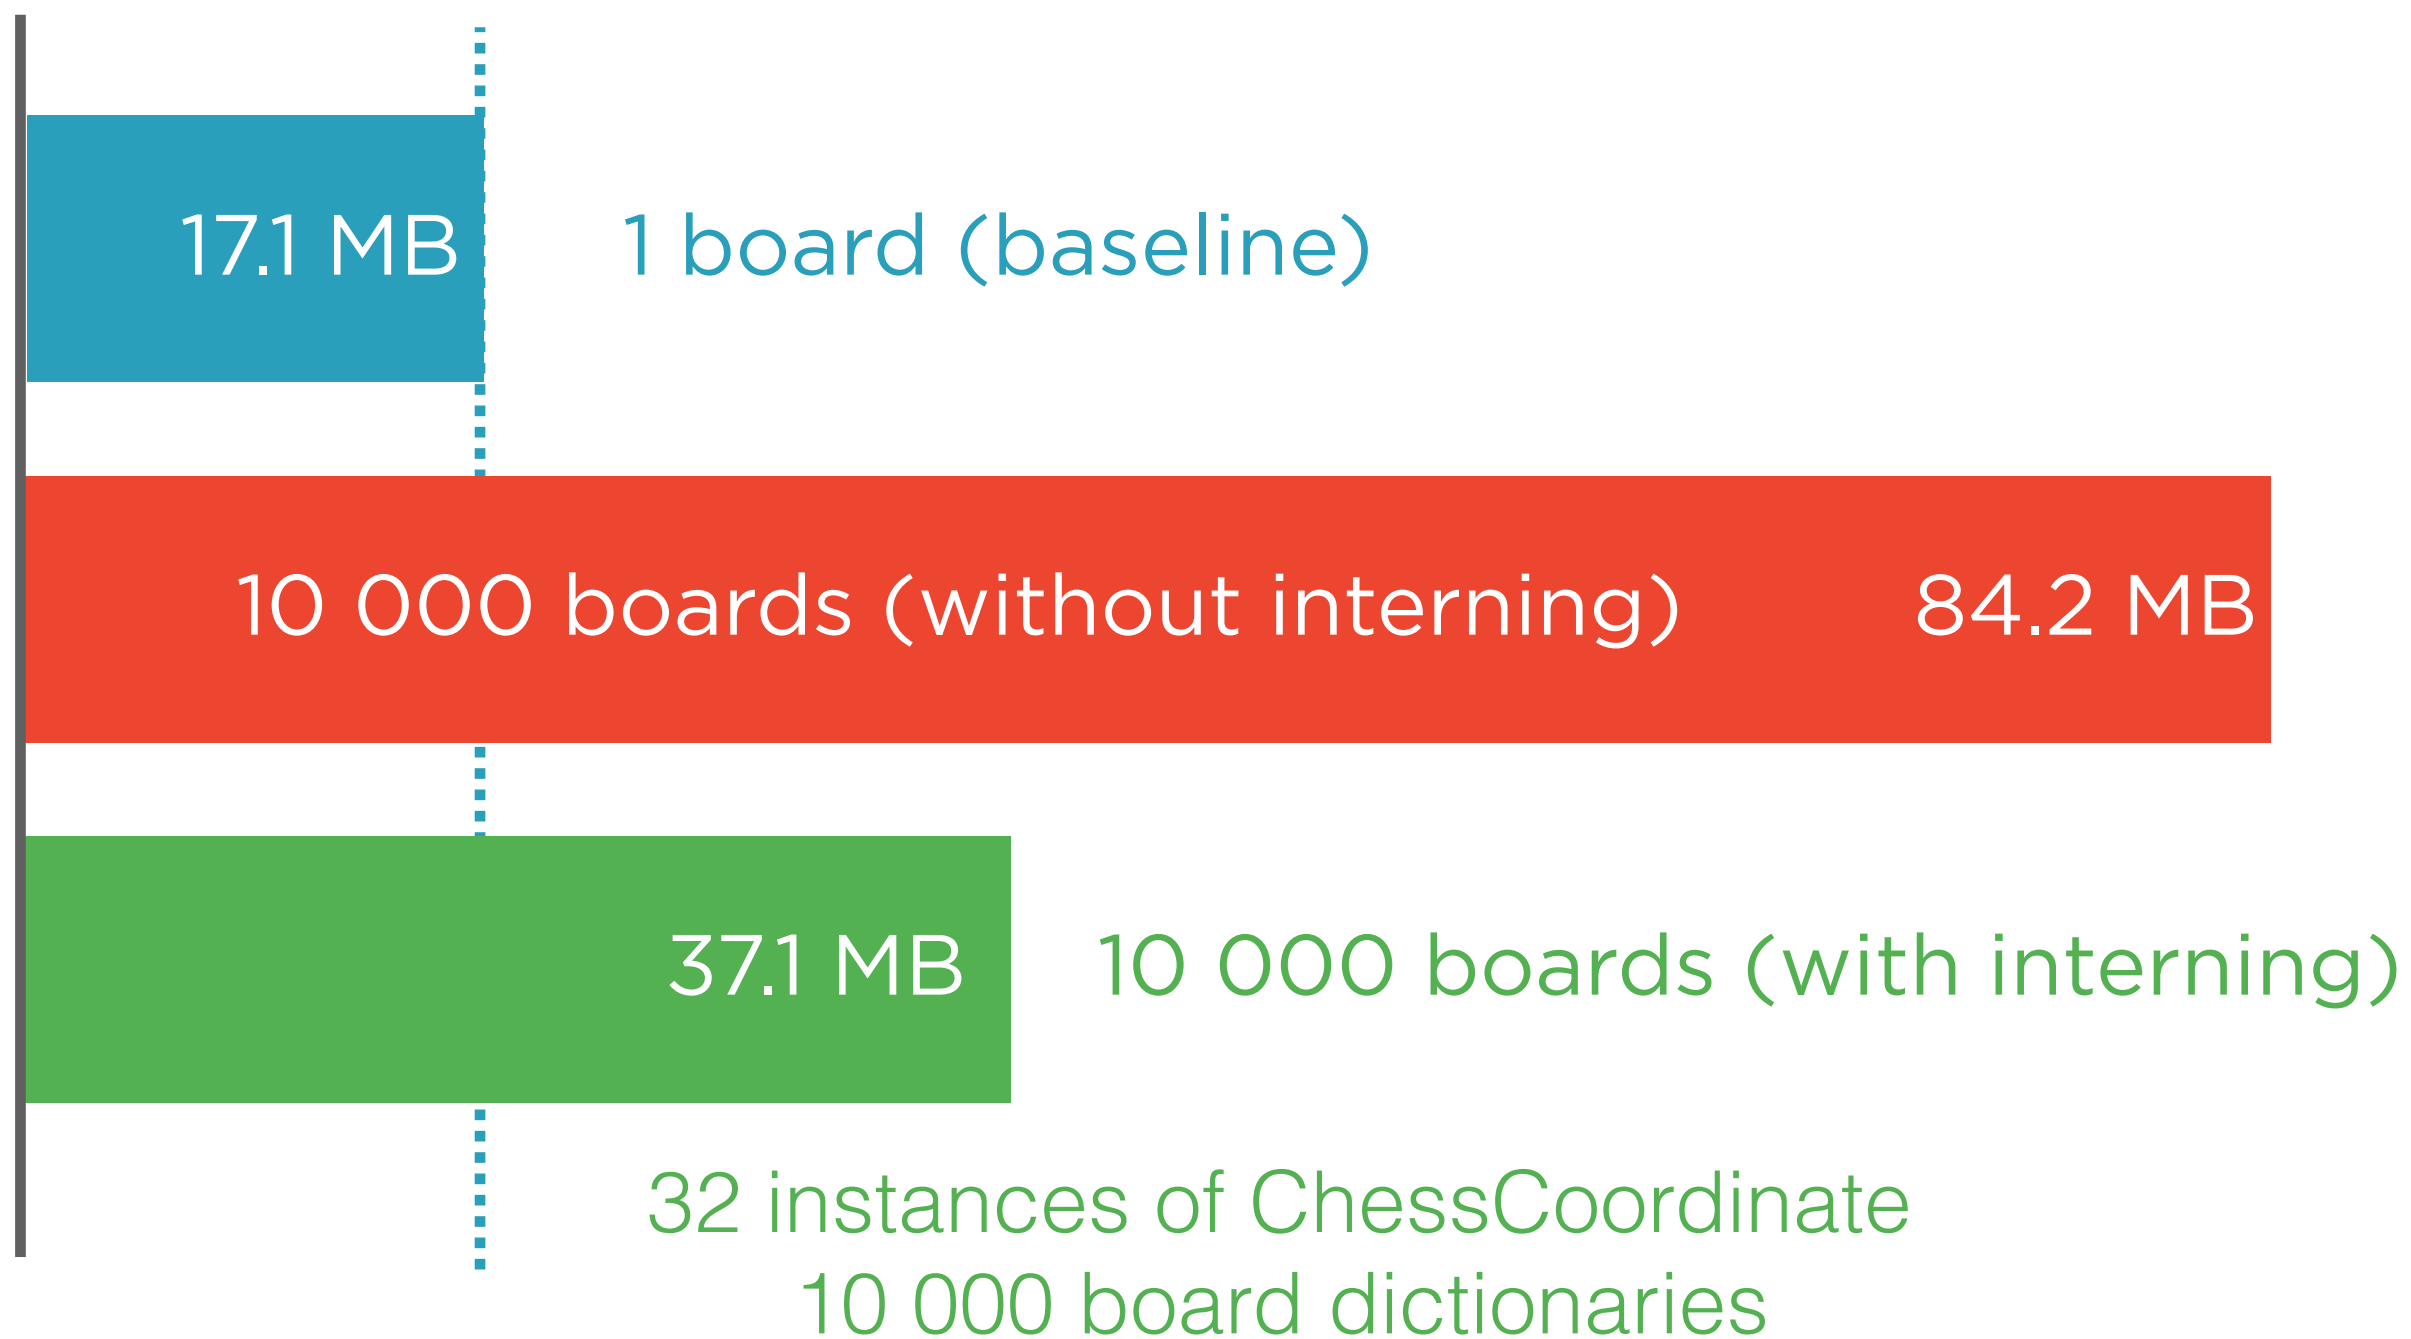 17.1 MB 1 board (baseline)
10 000 boards (without interning) 84.2 MB
37.1 MB 10 000 boards (with interning)
32 instances of ChessCoordinate
10 000 board dictionaries